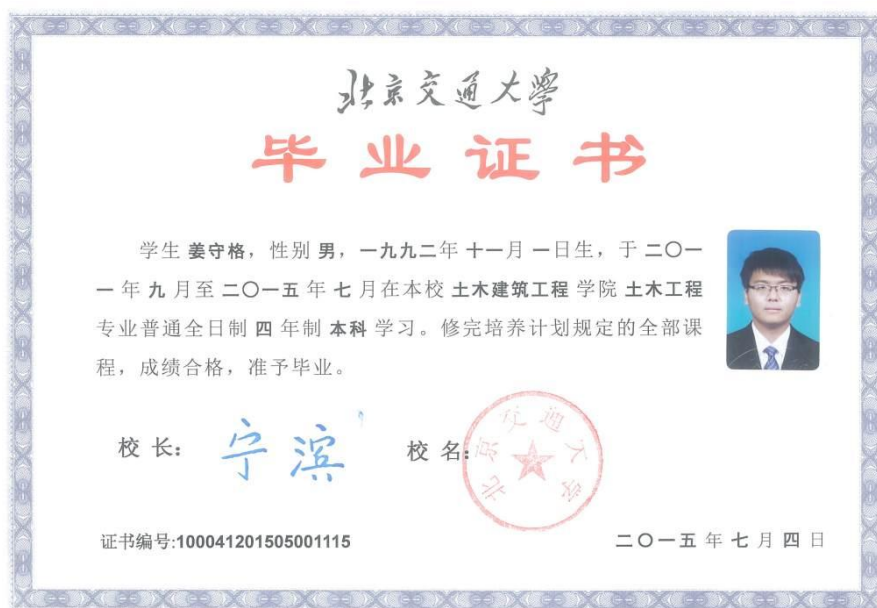 北京交通大學
毕业证书
学生 姜守格，性别 男，一九九二年 十一月 一日生，于 二〇一
一 年 九 月至 二〇一五 年 七 月在本校 土木建筑工程 学院 土木工程
专业普通全日制 四 年制 本科 学习。修完培养计划规定的全部课
程，成绩合格，准予毕业。
校 长： 宁滨 校 名：
北京交通大学
证书编号:100041201505001115 二〇一五 年 七 月 四 日